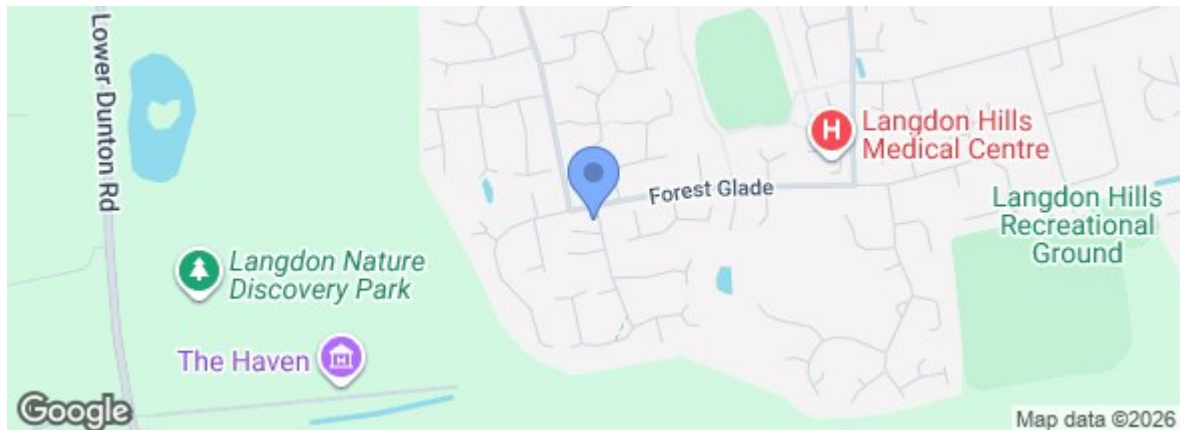 Lower Dunton Rd
Langdon Hills
Medical Centre
Forest Glade
Langdon Hills
Recreational
Ground
Langdon Nature
Discovery Park
The Haven
Google
Map data ©2026